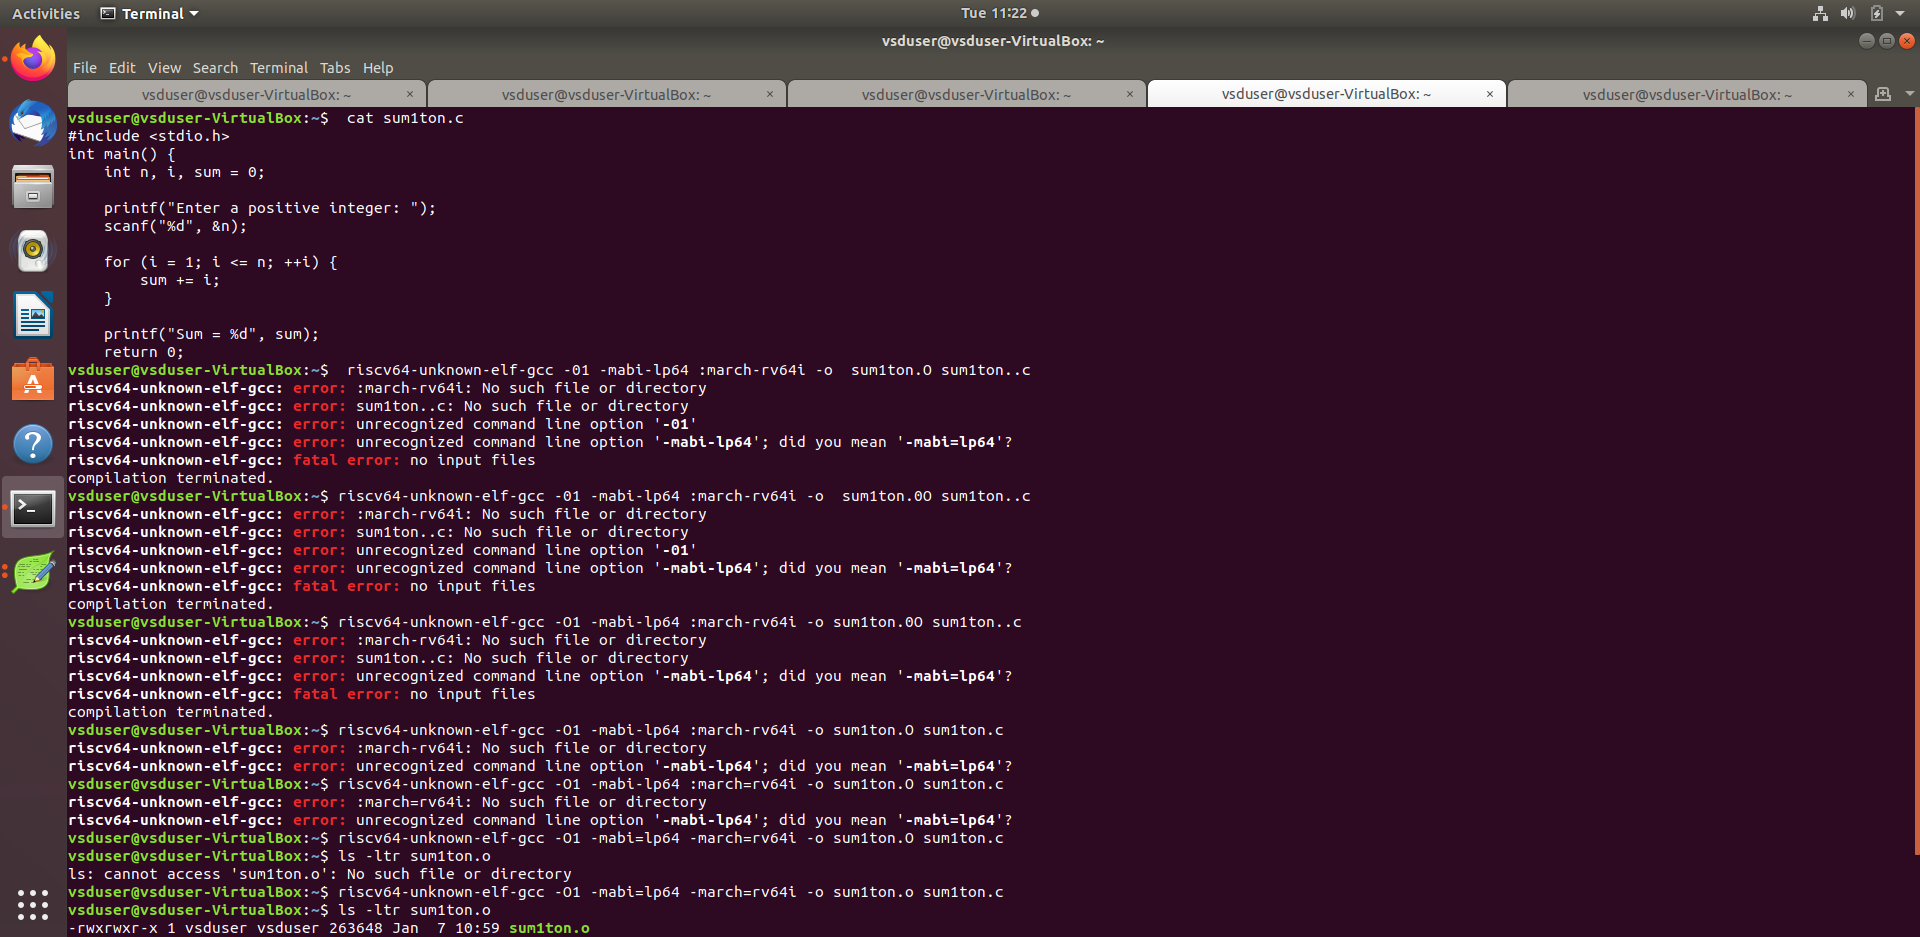 Activities Terminal Tue 11:22
vsduser@vsduser-VirtualBox: ~
File Edit View Search Terminal Tabs Help
vsduser@vsduser-VirtualBox: ~ × vsduser@vsduser-VirtualBox: ~ × vsduser@vsduser-VirtualBox: ~ × vsduser@vsduser-VirtualBox: ~ × vsduser@vsduser-VirtualBox: ~ ×
vsduser@vsduser-VirtualBox:~$  cat sum1ton.c
#include <stdio.h>
int main() {
    int n, i, sum = 0;
    printf("Enter a positive integer: ");
    scanf("%d", &n);
    for (i = 1; i <= n; ++i) {
        sum += i;
    }
    printf("Sum = %d", sum);
    return 0;
vsduser@vsduser-VirtualBox:~$  riscv64-unknown-elf-gcc -01 -mabi-lp64 :march-rv64i -o  sum1ton.O sum1ton..c
riscv64-unknown-elf-gcc: error: :march-rv64i: No such file or directory
riscv64-unknown-elf-gcc: error: sum1ton..c: No such file or directory
riscv64-unknown-elf-gcc: error: unrecognized command line option '-01'
riscv64-unknown-elf-gcc: error: unrecognized command line option '-mabi-lp64'; did you mean '-mabi=lp64'?
riscv64-unknown-elf-gcc: fatal error: no input files
compilation terminated.
vsduser@vsduser-VirtualBox:~$ riscv64-unknown-elf-gcc -01 -mabi-lp64 :march-rv64i -o  sum1ton.0O sum1ton..c
riscv64-unknown-elf-gcc: error: :march-rv64i: No such file or directory
riscv64-unknown-elf-gcc: error: sum1ton..c: No such file or directory
riscv64-unknown-elf-gcc: error: unrecognized command line option '-01'
riscv64-unknown-elf-gcc: error: unrecognized command line option '-mabi-lp64'; did you mean '-mabi=lp64'?
riscv64-unknown-elf-gcc: fatal error: no input files
compilation terminated.
vsduser@vsduser-VirtualBox:~$ riscv64-unknown-elf-gcc -O1 -mabi-lp64 :march-rv64i -o sum1ton.0O sum1ton..c
riscv64-unknown-elf-gcc: error: :march-rv64i: No such file or directory
riscv64-unknown-elf-gcc: error: sum1ton..c: No such file or directory
riscv64-unknown-elf-gcc: error: unrecognized command line option '-mabi-lp64'; did you mean '-mabi=lp64'?
riscv64-unknown-elf-gcc: fatal error: no input files
compilation terminated.
vsduser@vsduser-VirtualBox:~$ riscv64-unknown-elf-gcc -O1 -mabi-lp64 :march-rv64i -o sum1ton.O sum1ton.c
riscv64-unknown-elf-gcc: error: :march-rv64i: No such file or directory
riscv64-unknown-elf-gcc: error: unrecognized command line option '-mabi-lp64'; did you mean '-mabi=lp64'?
vsduser@vsduser-VirtualBox:~$ riscv64-unknown-elf-gcc -O1 -mabi-lp64 :march=rv64i -o sum1ton.O sum1ton.c
riscv64-unknown-elf-gcc: error: :march=rv64i: No such file or directory
riscv64-unknown-elf-gcc: error: unrecognized command line option '-mabi-lp64'; did you mean '-mabi=lp64'?
vsduser@vsduser-VirtualBox:~$ riscv64-unknown-elf-gcc -O1 -mabi=lp64 -march=rv64i -o sum1ton.O sum1ton.c
vsduser@vsduser-VirtualBox:~$ ls -ltr sum1ton.o
ls: cannot access 'sum1ton.o': No such file or directory
vsduser@vsduser-VirtualBox:~$ riscv64-unknown-elf-gcc -O1 -mabi=lp64 -march=rv64i -o sum1ton.o sum1ton.c
vsduser@vsduser-VirtualBox:~$ ls -ltr sum1ton.o
-rwxrwxr-x 1 vsduser vsduser 263648 Jan  7 10:59 sum1ton.o